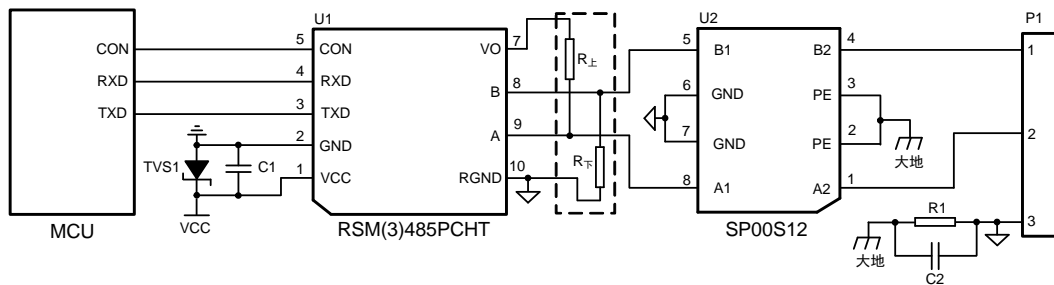 U1
U2
P1
CON
5
CON
VO
7
R上
5
B1
B2
4
1
RXD
4
RXD
B
8
6
GND
PE
3
TXD
3
TXD
A
9
7
GND
PE
2
大地
2
2
GND
TVS1
C1
1
VCC
VCC
RGND
10
R下
8
A1
A2
1
3
MCU
RSM(3)485PCHT
SP00S12
R1
大地
C2